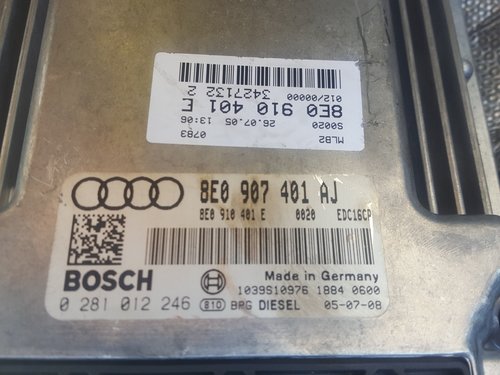 3427132 2
012/00000
8E0 910 401 E
26.07.05 13:06
S0020
0783
MLB2
8E0 907 401 AJ
8E0 910 401 E 0020 EDC16CP
BOSCH
Made in Germany
1039S10976 1884 0600
0 281 012 246 810 BRG DIESEL 05-07-08